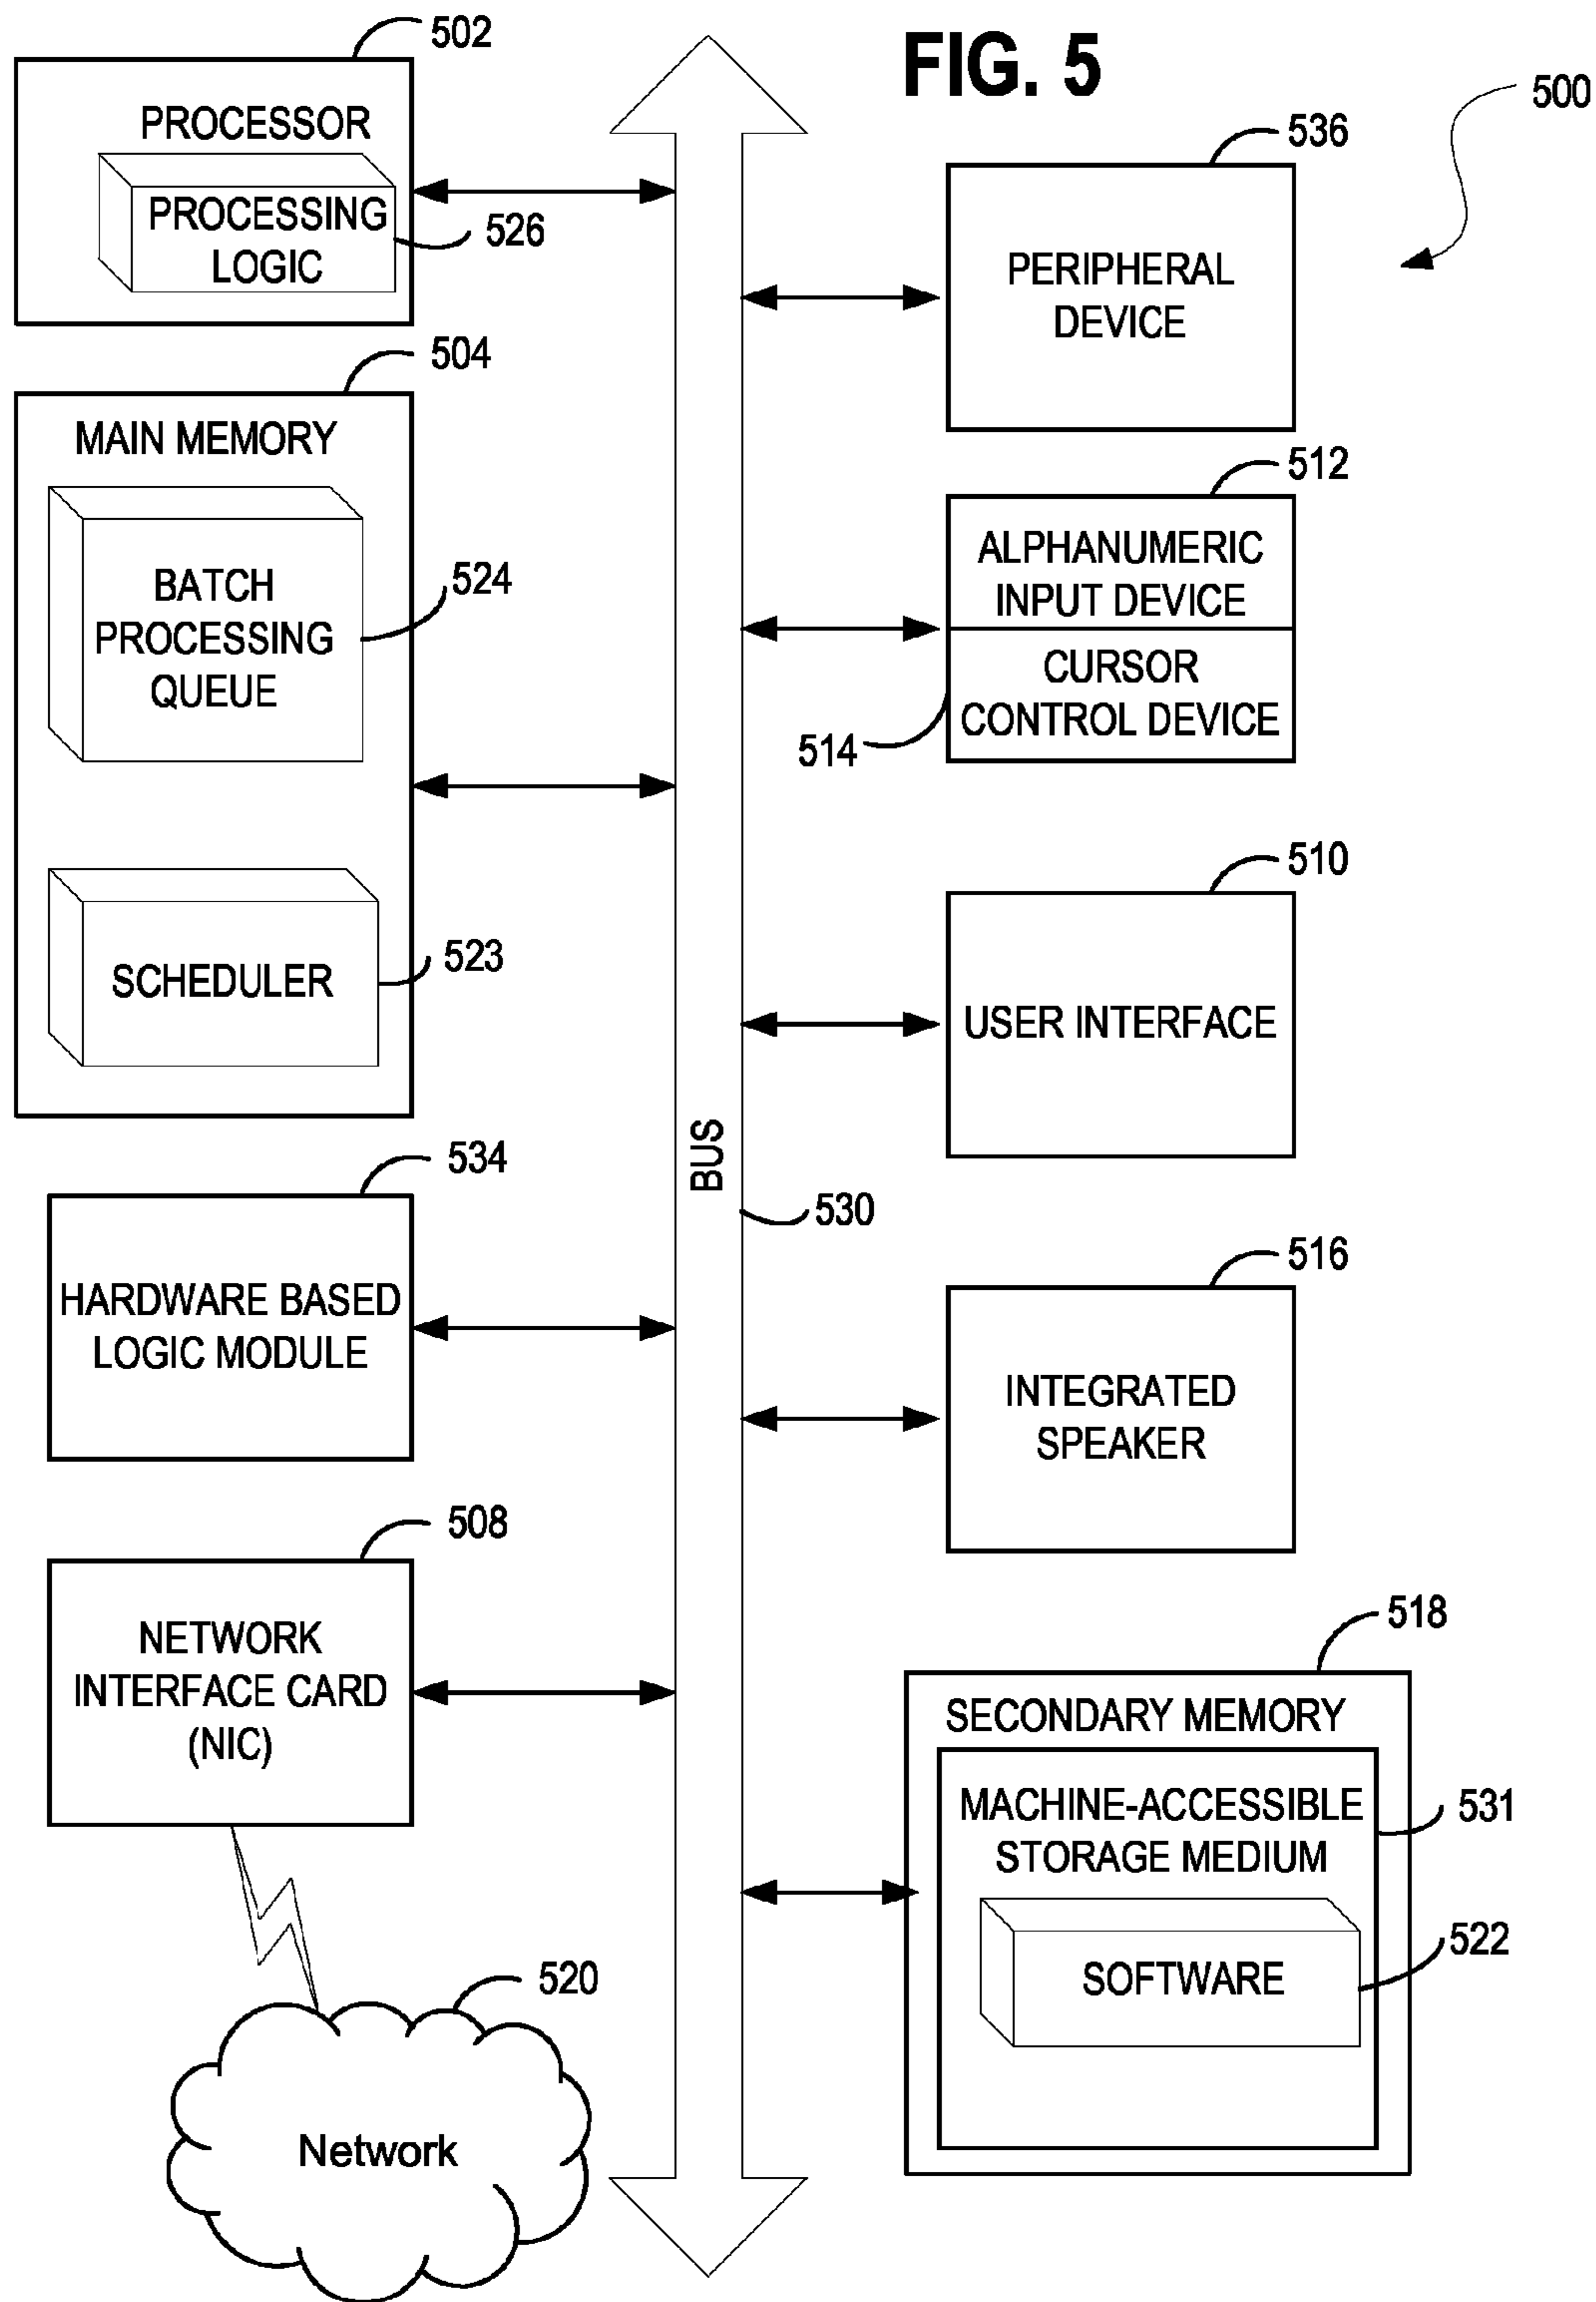 FIG. 5
500
502
PROCESSOR
PROCESSING
LOGIC
526
504
MAIN MEMORY
BATCH
PROCESSING
QUEUE
524
SCHEDULER
523
534
HARDWARE BASED
LOGIC MODULE
508
NETWORK
INTERFACE CARD
(NIC)
520
Network
BUS
530
536
PERIPHERAL
DEVICE
512
ALPHANUMERIC
INPUT DEVICE
CURSOR
CONTROL DEVICE
514
510
USER INTERFACE
516
INTEGRATED
SPEAKER
518
SECONDARY MEMORY
MACHINE-ACCESSIBLE
STORAGE MEDIUM
531
SOFTWARE
522